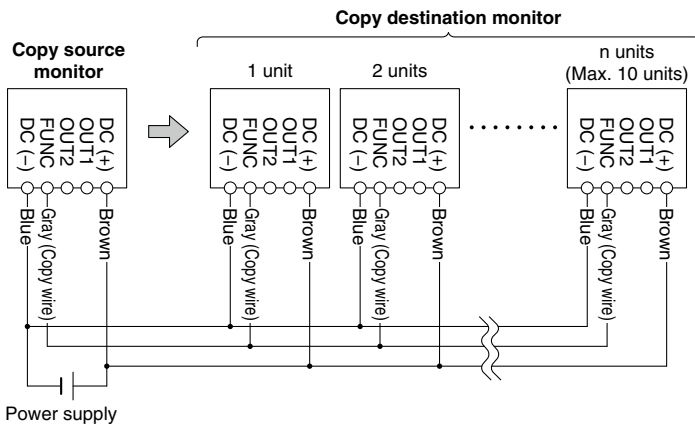 Copy destination monitor
Copy source
monitor
1 unit
2 units
n units
(Max. 10 units)
DC (−)
FUNC
OUT2
OUT1
DC (+)
DC (−)
FUNC
OUT2
OUT1
DC (+)
DC (−)
FUNC
OUT2
OUT1
DC (+)
DC (−)
FUNC
OUT2
OUT1
DC (+)
Blue
Gray (Copy wire)
Brown
Blue
Gray (Copy wire)
Brown
Blue
Gray (Copy wire)
Brown
Blue
Gray (Copy wire)
Brown
Power supply